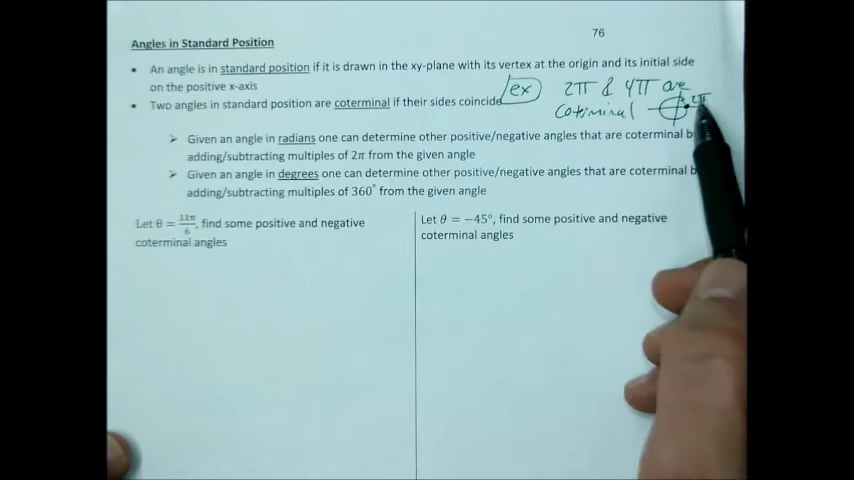 76
Angles in Standard Position
• An angle is in standard position if it is drawn in the xy-plane with its vertex at the origin and its initial side
on the positive x-axis
ex 2π & 4π are
• Two angles in standard position are coterminal if their sides coincide
coterminal 2π
➢ Given an angle in radians one can determine other positive/negative angles that are coterminal b
adding/subtracting multiples of 2π from the given angle
➢ Given an angle in degrees one can determine other positive/negative angles that are coterminal b
adding/subtracting multiples of 360° from the given angle
Let θ = 11π/6, find some positive and negative
coterminal angles
Let θ = −45°, find some positive and negative
coterminal angles